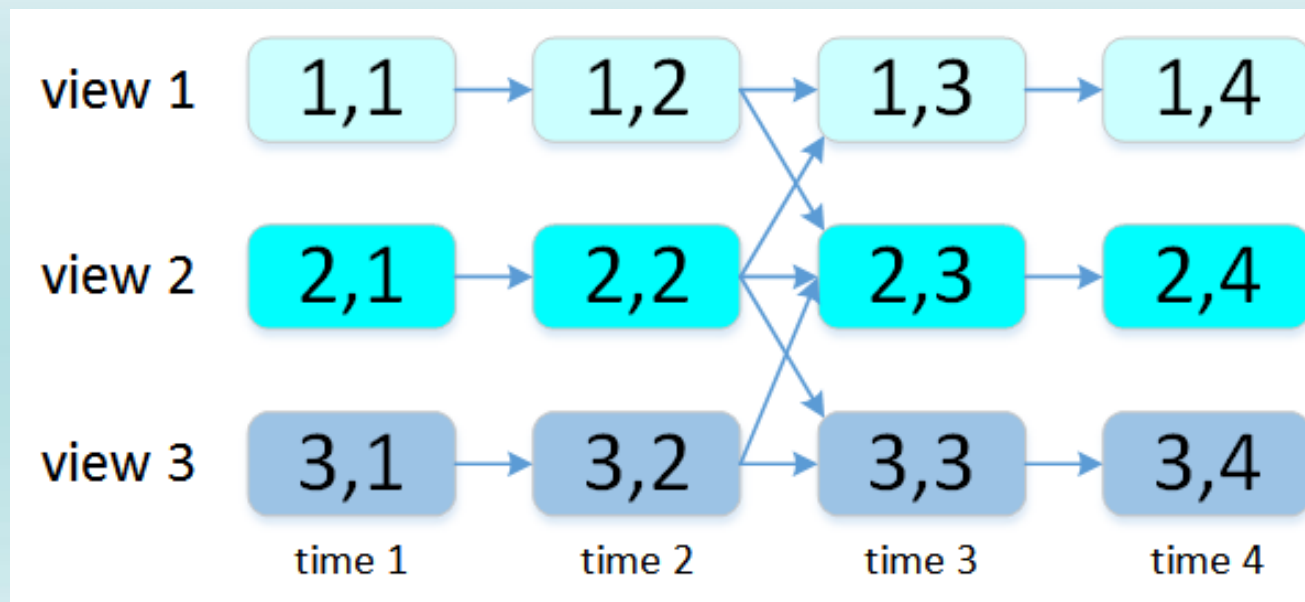 view 1 1,1 1,2 1,3 1,4
view 2 2,1 2,2 2,3 2,4
view 3 3,1 3,2 3,3 3,4
time 1 time 2 time 3 time 4